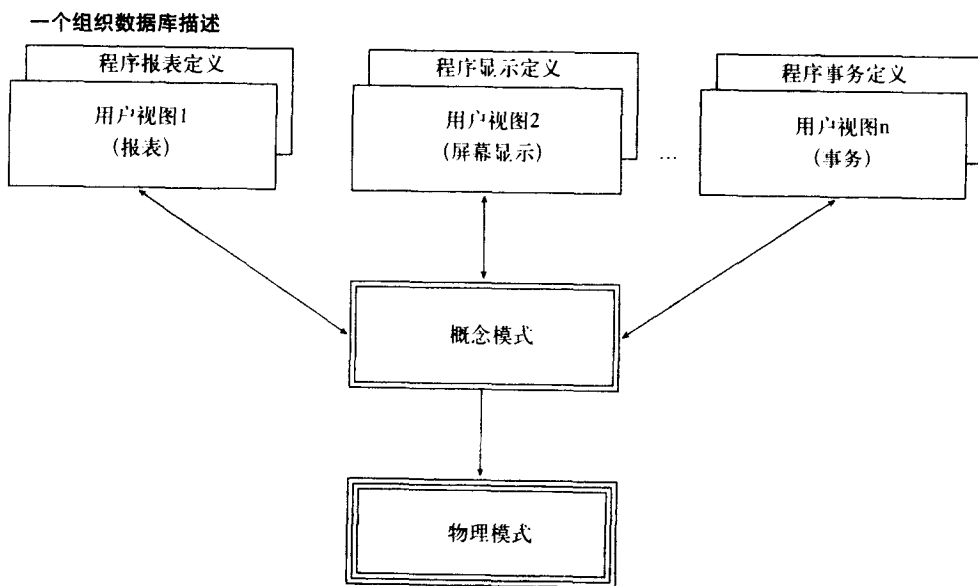 一个组织数据库描述
程序报表定义
用户视图1
(报表)
程序显示定义
用户视图2
(屏幕显示)
…
程序事务定义
用户视图n
(事务)
概念模式
物理模式